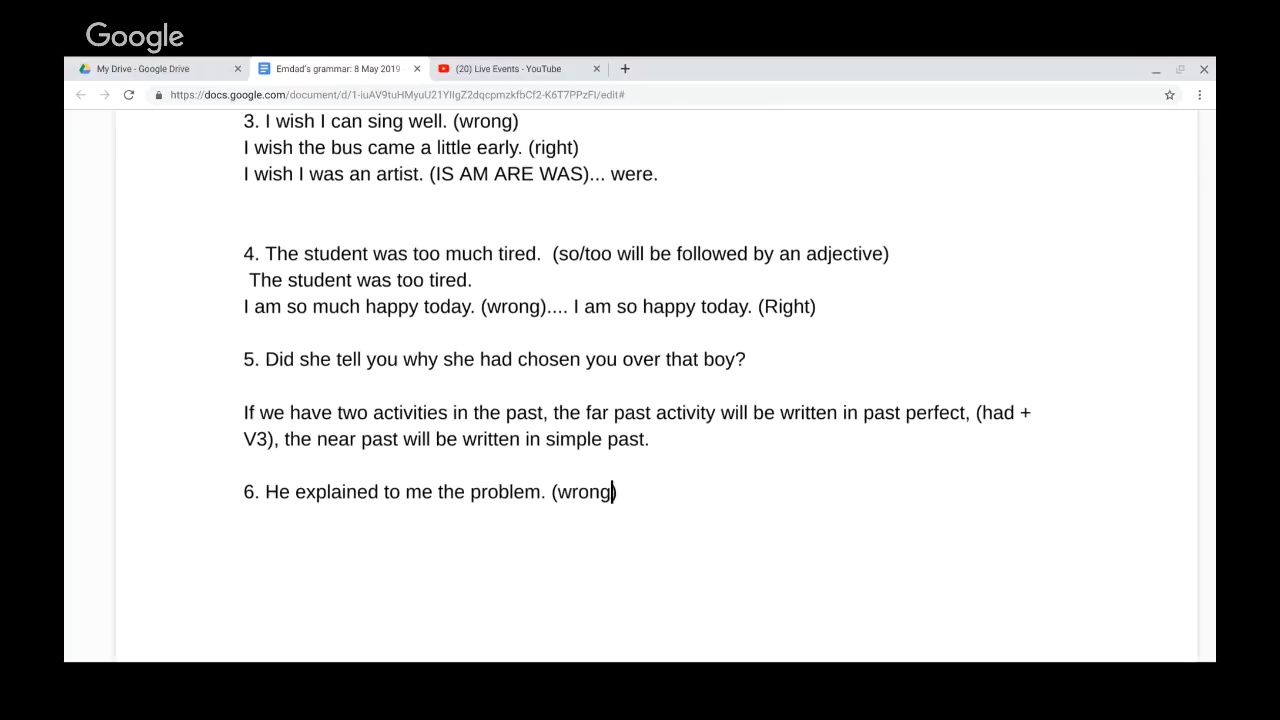 Google
My Drive - Google Drive
Emdad's grammar: 8 May 2019
(20) Live Events - YouTube
https://docs.google.com/document/d/1-iuAV9tuHMyuU21YIIgZ2dqcpmzkfbCf2-K6T7PPzFI/edit#
3. I wish I can sing well. (wrong)
I wish the bus came a little early. (right)
I wish I was an artist. (IS AM ARE WAS)... were.
4. The student was too much tired.  (so/too will be followed by an adjective)
The student was too tired.
I am so much happy today. (wrong).... I am so happy today. (Right)
5. Did she tell you why she had chosen you over that boy?
If we have two activities in the past, the far past activity will be written in past perfect, (had +
V3), the near past will be written in simple past.
6. He explained to me the problem. (wrong)